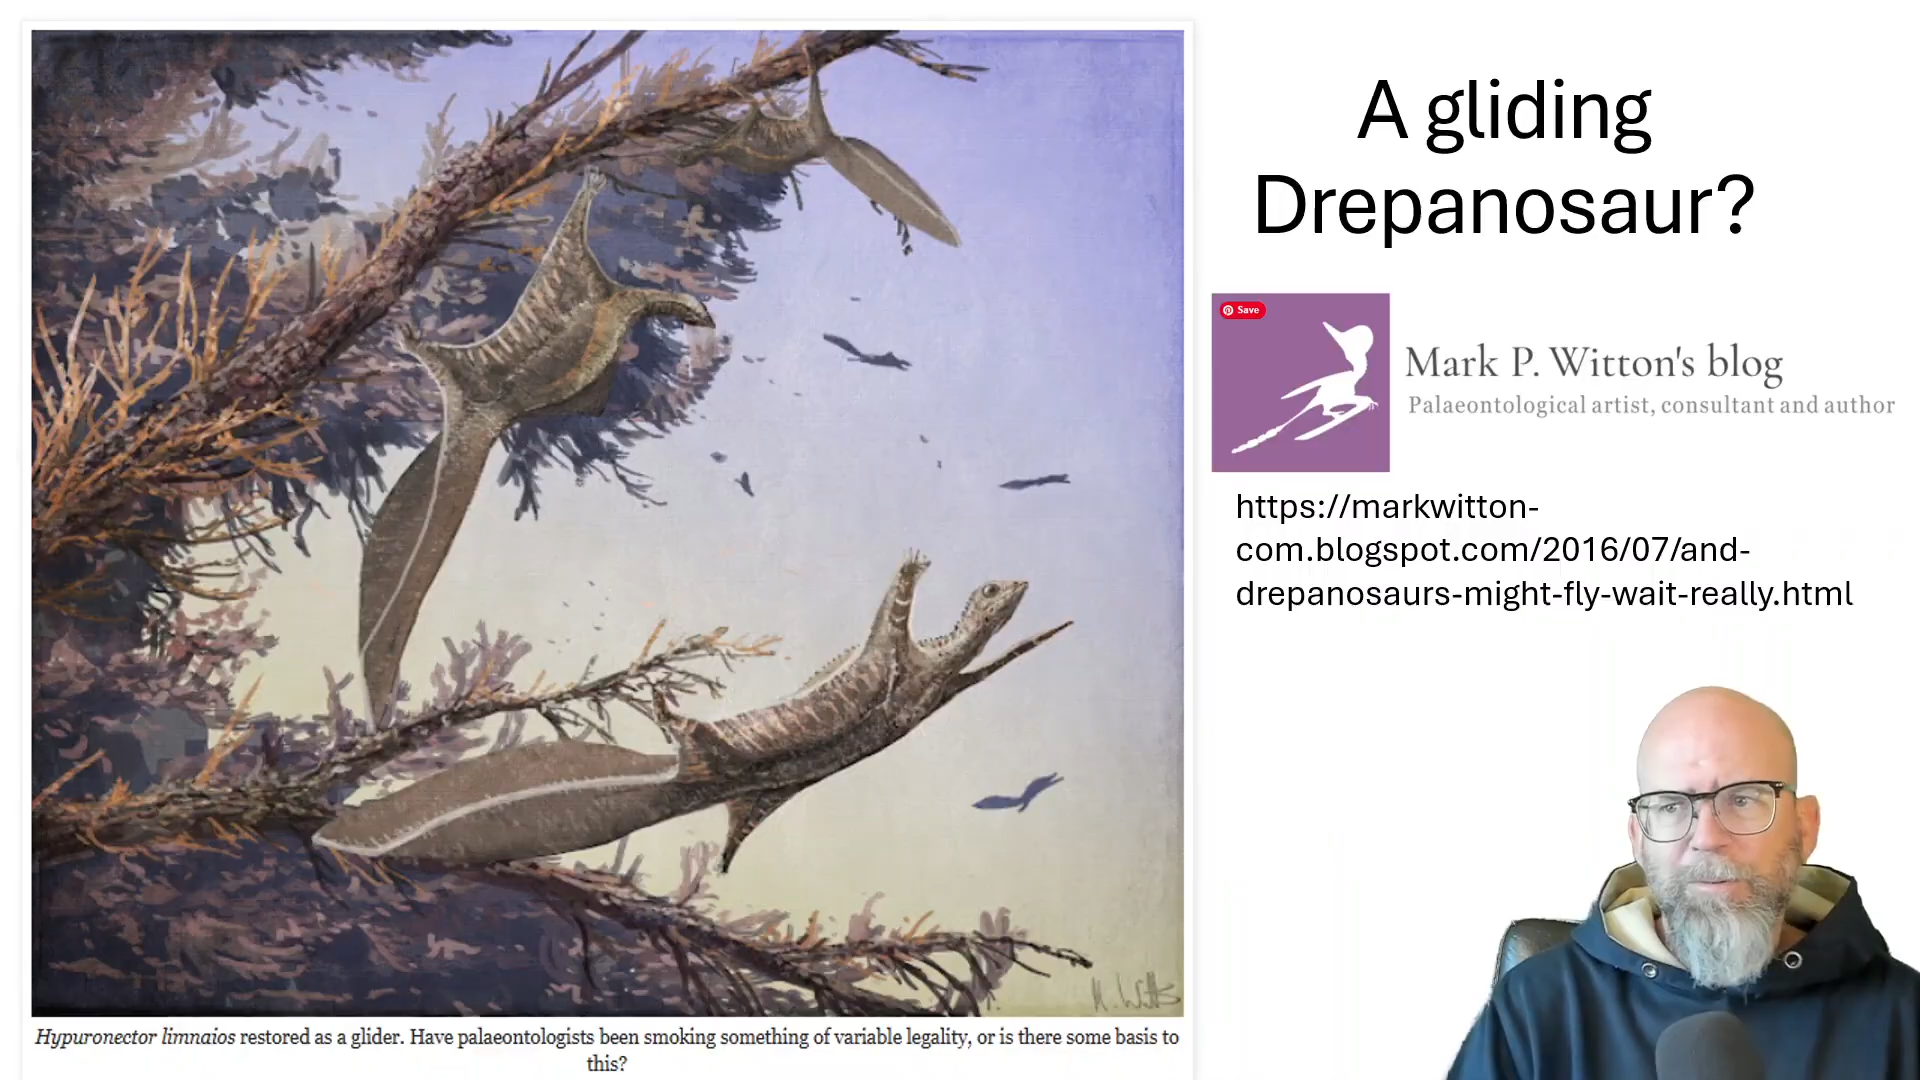 A gliding
Drepanosaur?
Save
Mark P. Witton's blog
Palaeontological artist, consultant and author
https://markwitton-
com.blogspot.com/2016/07/and-
drepanosaurs-might-fly-wait-really.html
M. Witton
Hypuronector limnaios restored as a glider. Have palaeontologists been smoking something of variable legality, or is there some basis to
this?